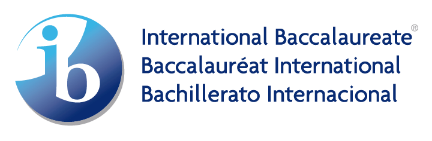 ib
International Baccalaureate®
Baccalauréat International
Bachillerato Internacional